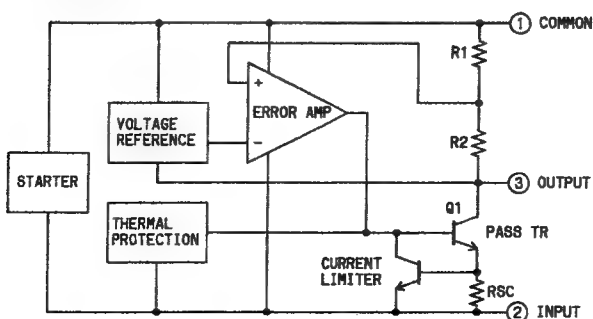 1 COMMON
R1
+
ERROR AMP
VOLTAGE
REFERENCE
−
R2
STARTER
3 OUTPUT
THERMAL
PROTECTION
Q1
PASS TR
CURRENT
LIMITER
RSC
2 INPUT